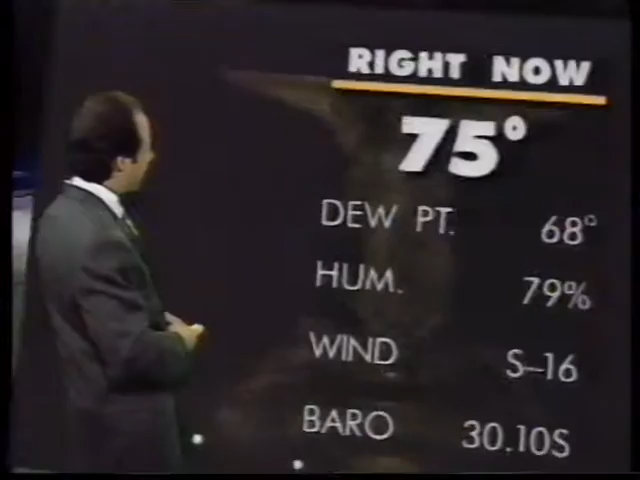 RIGHT NOW
75°
DEW PT. 68°
HUM. 79%
WIND S-16
BARO 30.10S